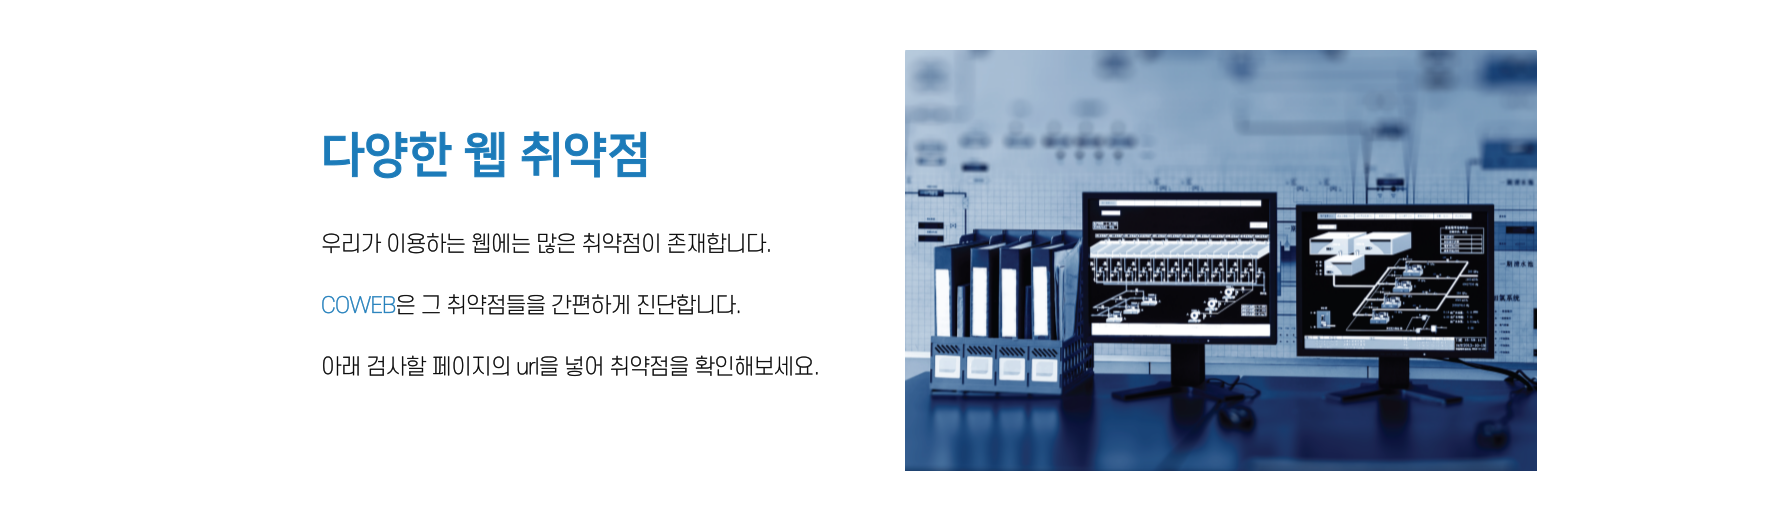 다양한 웹 취약점
우리가 이용하는 웹에는 많은 취약점이 존재합니다.
COWEB은 그 취약점들을 간편하게 진단합니다.
아래 검사할 페이지의 url을 넣어 취약점을 확인해보세요.